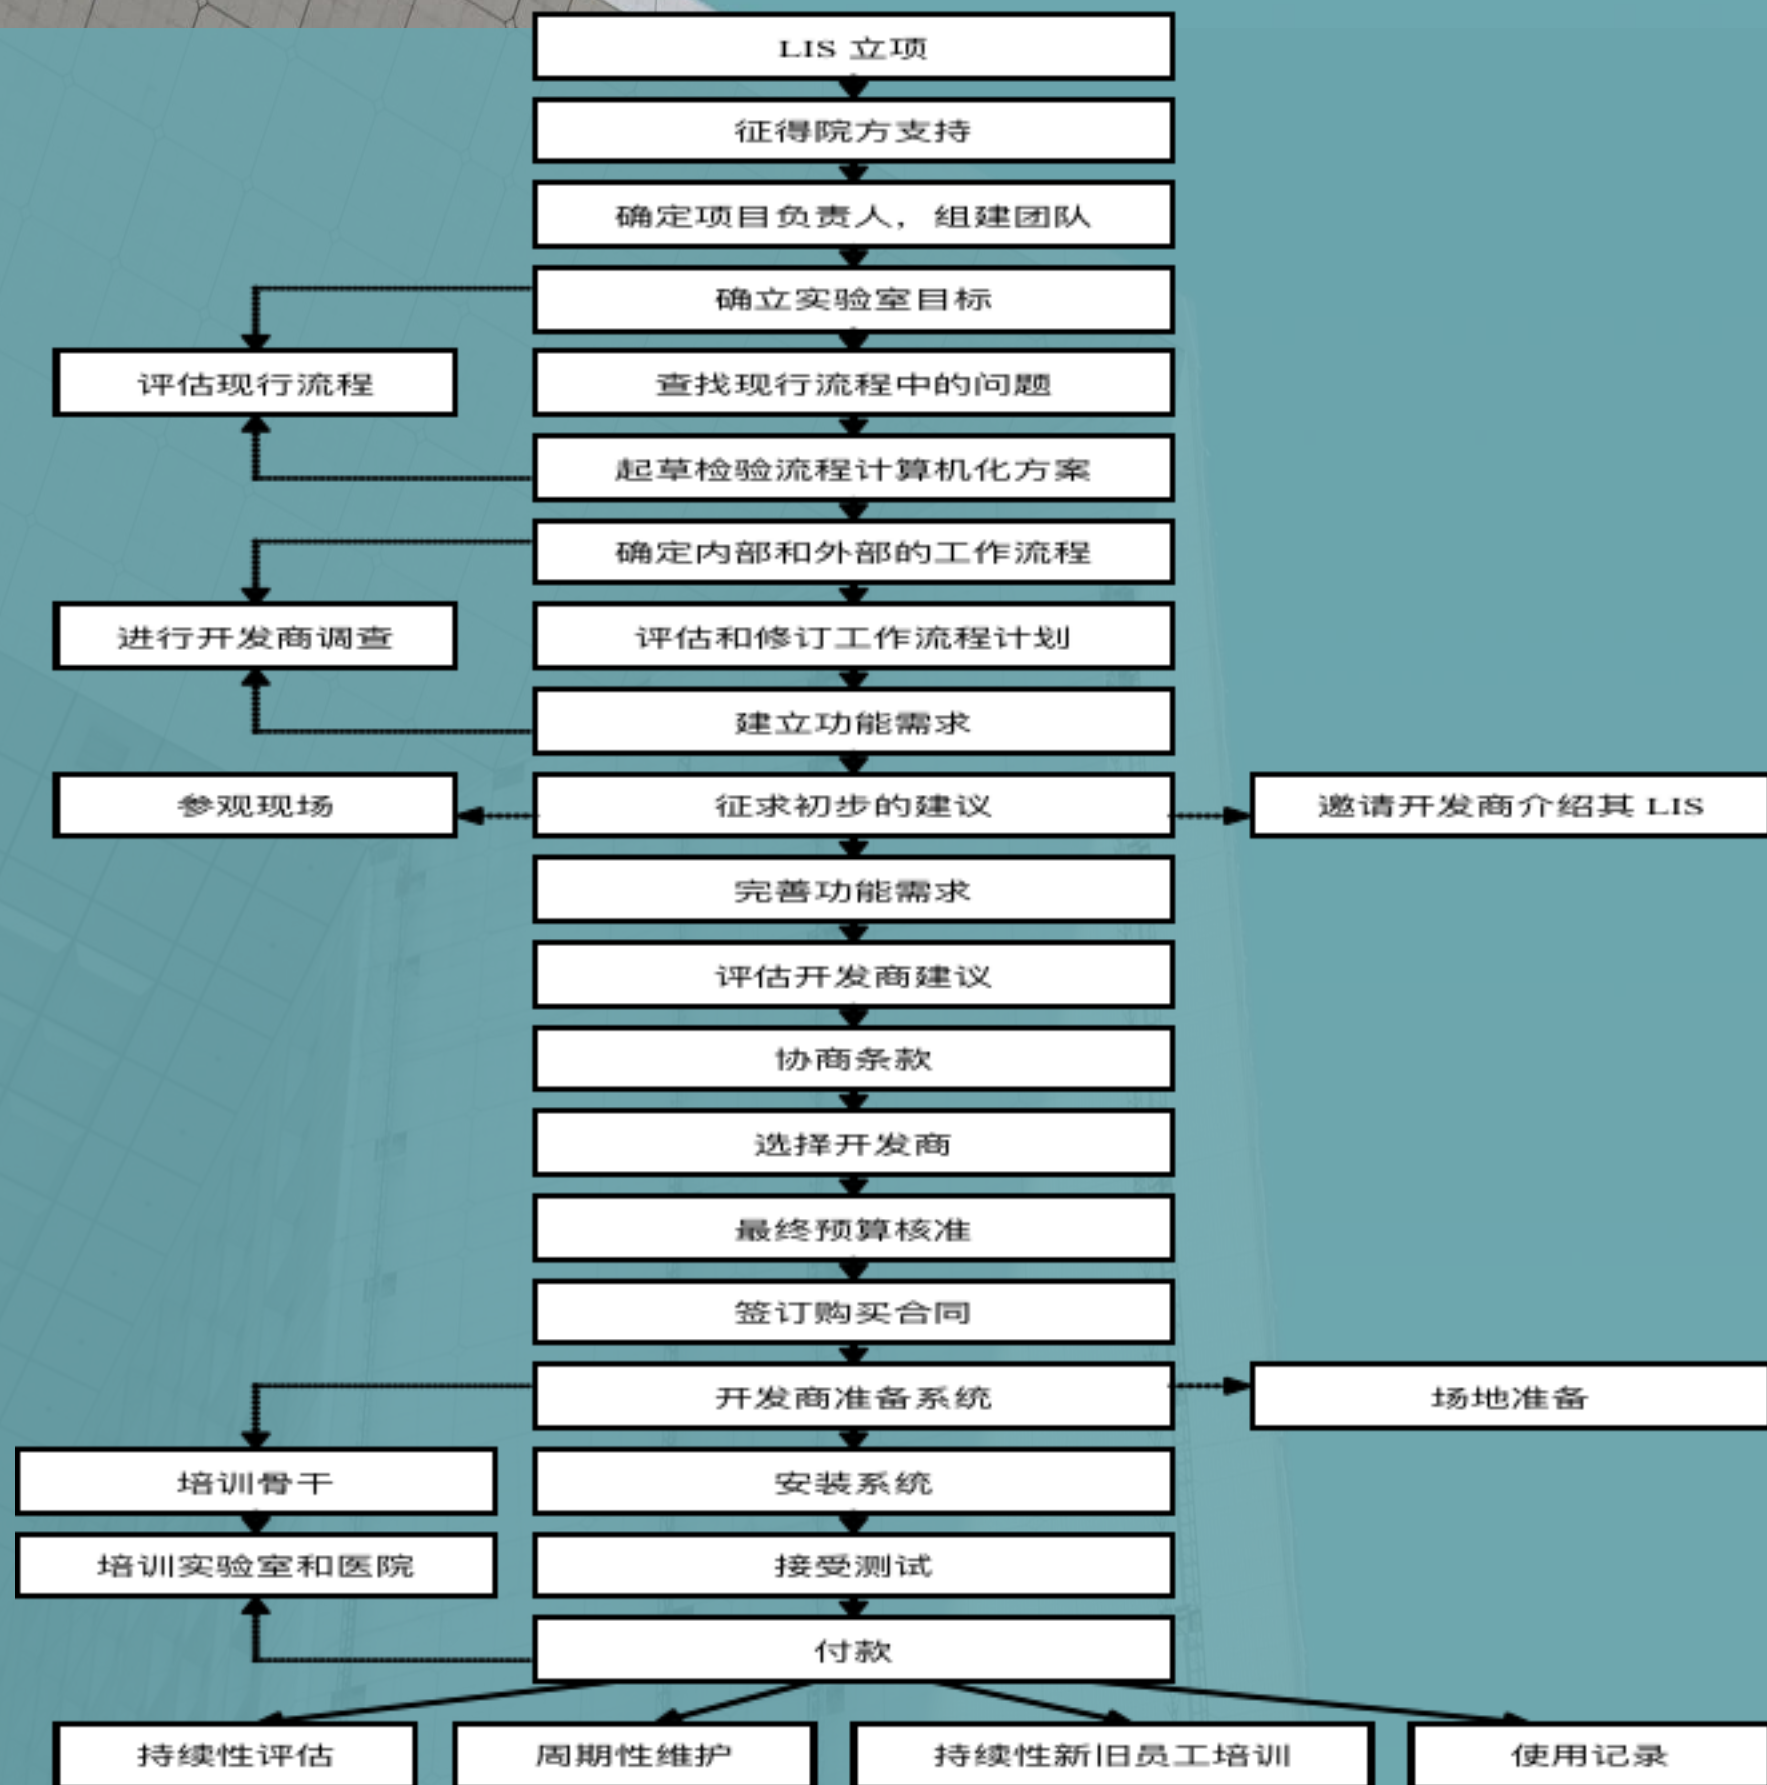 LIS 立项
征得院方支持
确定项目负责人，组建团队
确立实验室目标
评估现行流程
查找现行流程中的问题
起草检验流程计算机化方案
确定内部和外部的工作流程
进行开发商调查
评估和修订工作流程计划
建立功能需求
参观现场
征求初步的建议
邀请开发商介绍其 LIS
完善功能需求
评估开发商建议
协商条款
选择开发商
最终预算核准
签订购买合同
开发商准备系统
场地准备
培训骨干
安装系统
培训实验室和医院
接受测试
付款
持续性评估
周期性维护
持续性新旧员工培训
使用记录